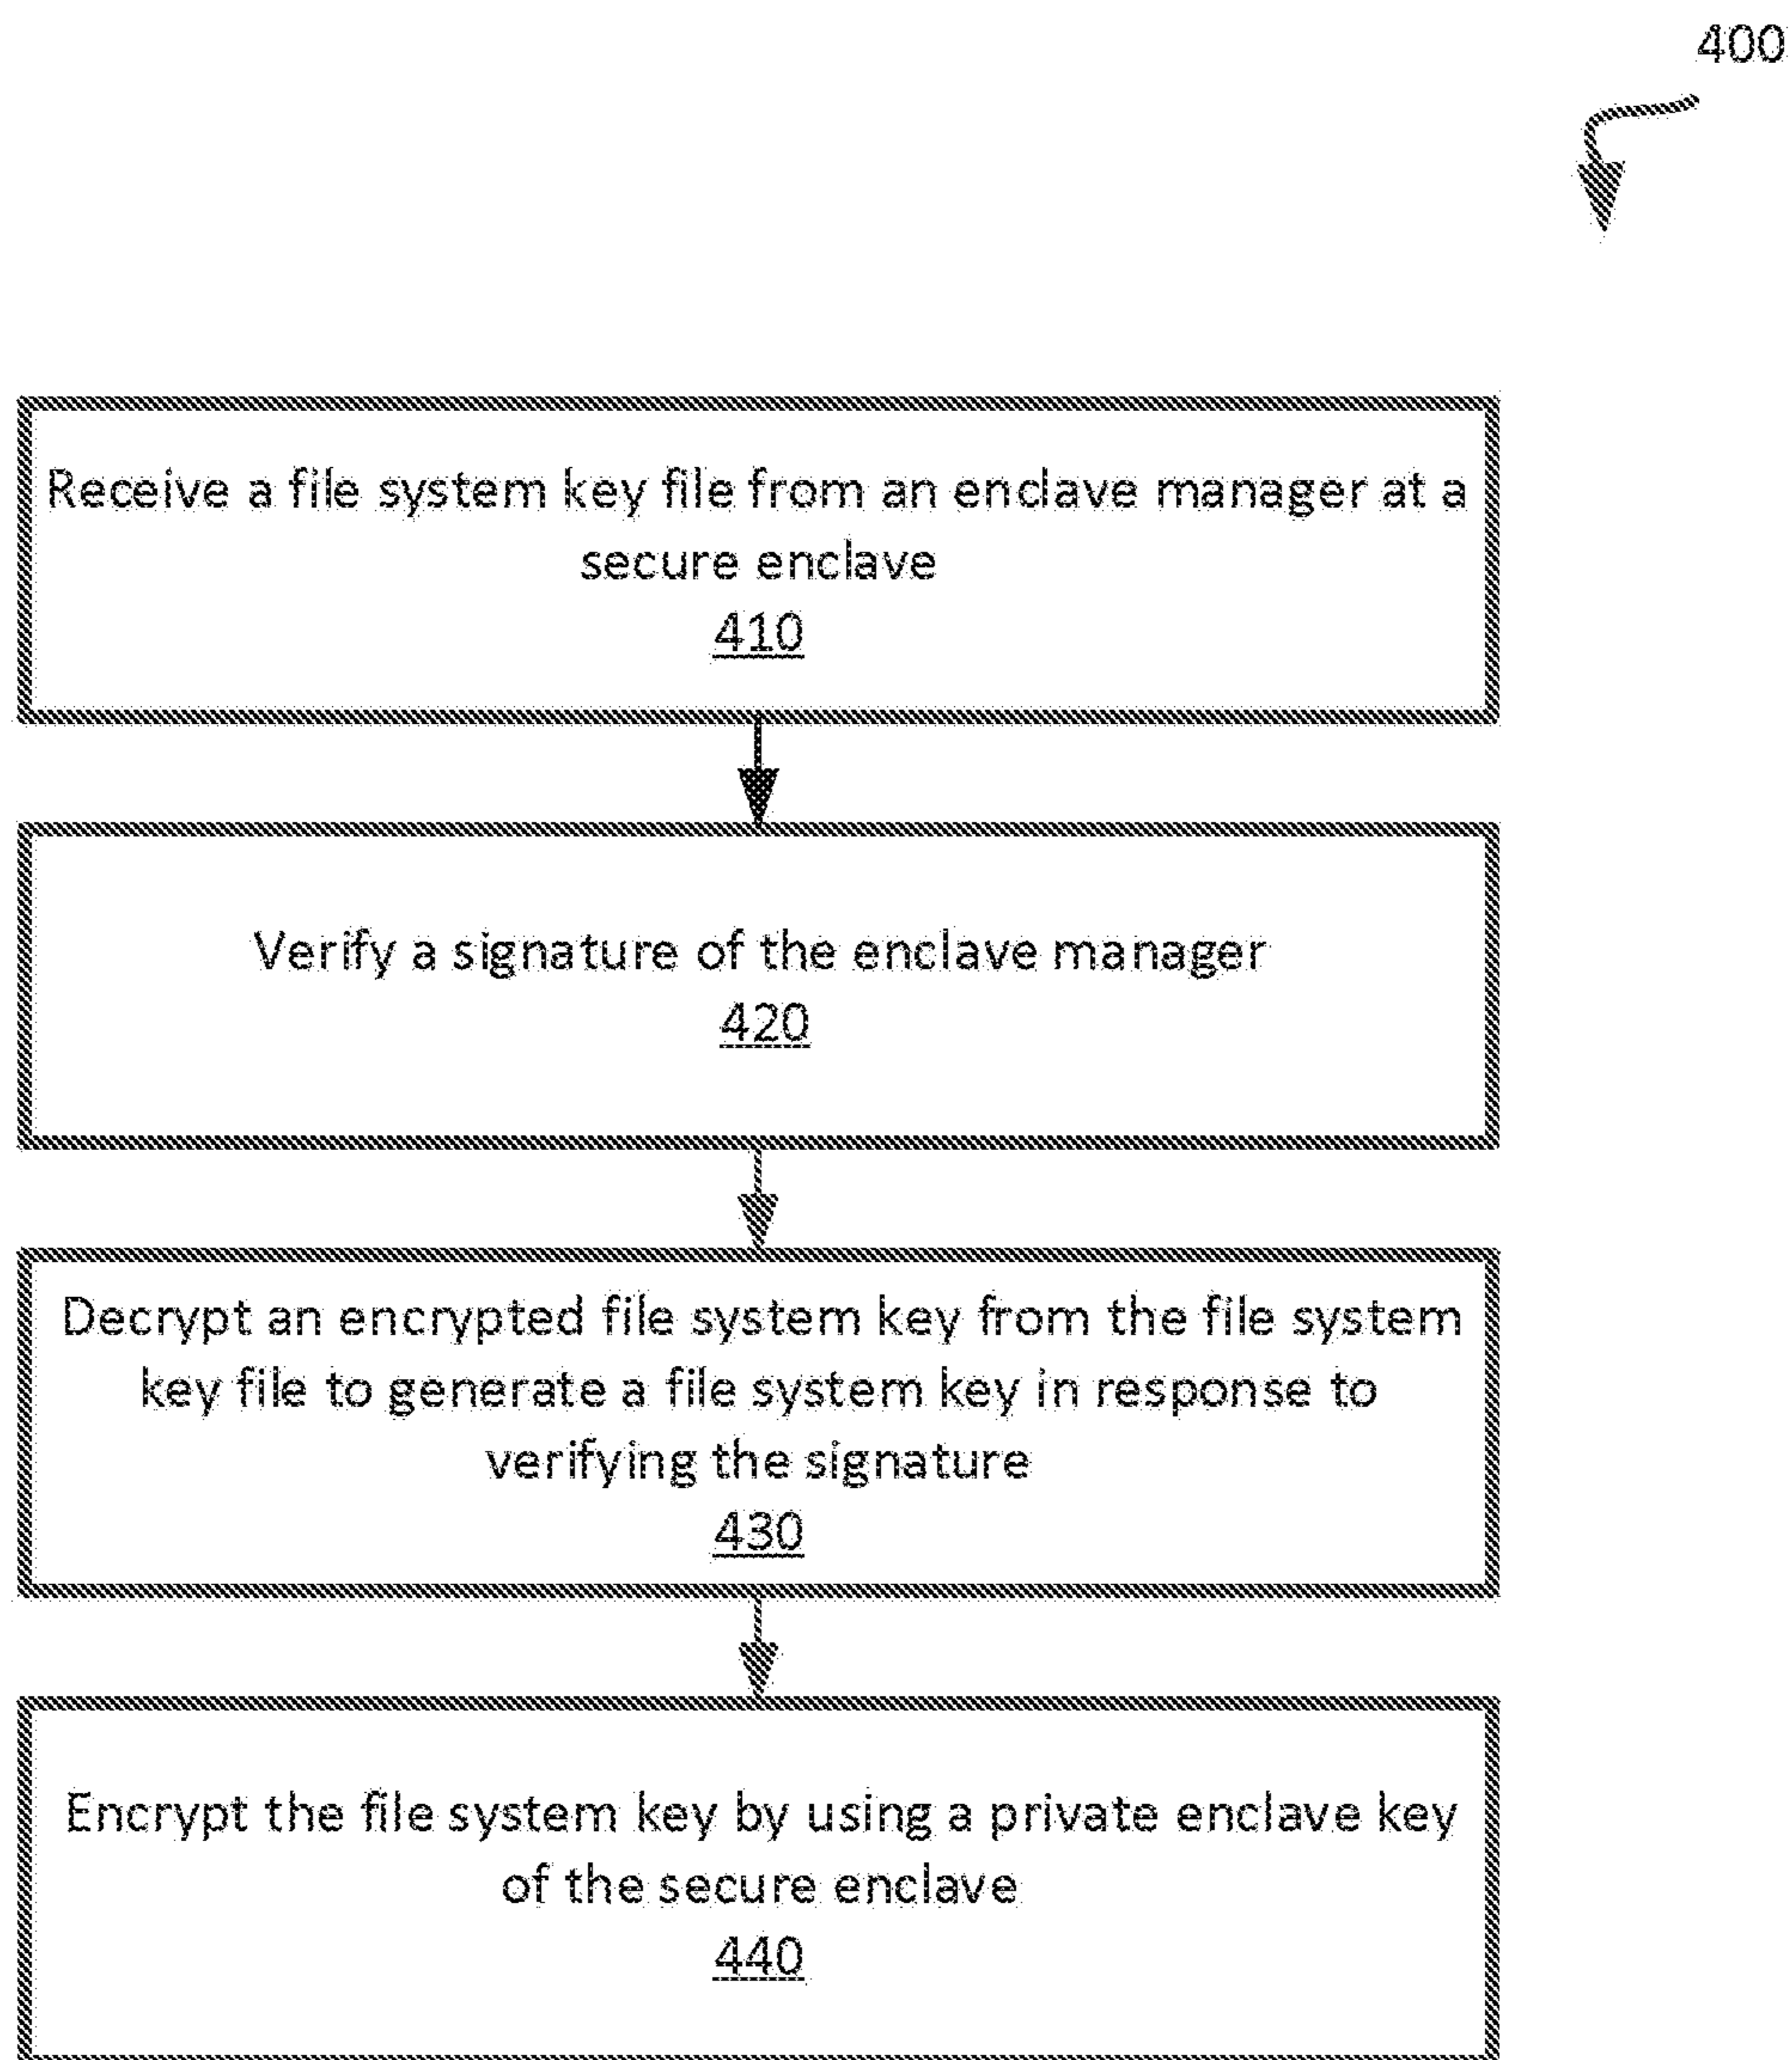 400
Receive a file system key file from an enclave manager at a
secure enclave
410
Verify a signature of the enclave manager
420
Decrypt an encrypted file system key from the file system
key file to generate a file system key in response to
verifying the signature
430
Encrypt the file system key by using a private enclave key
of the secure enclave
440